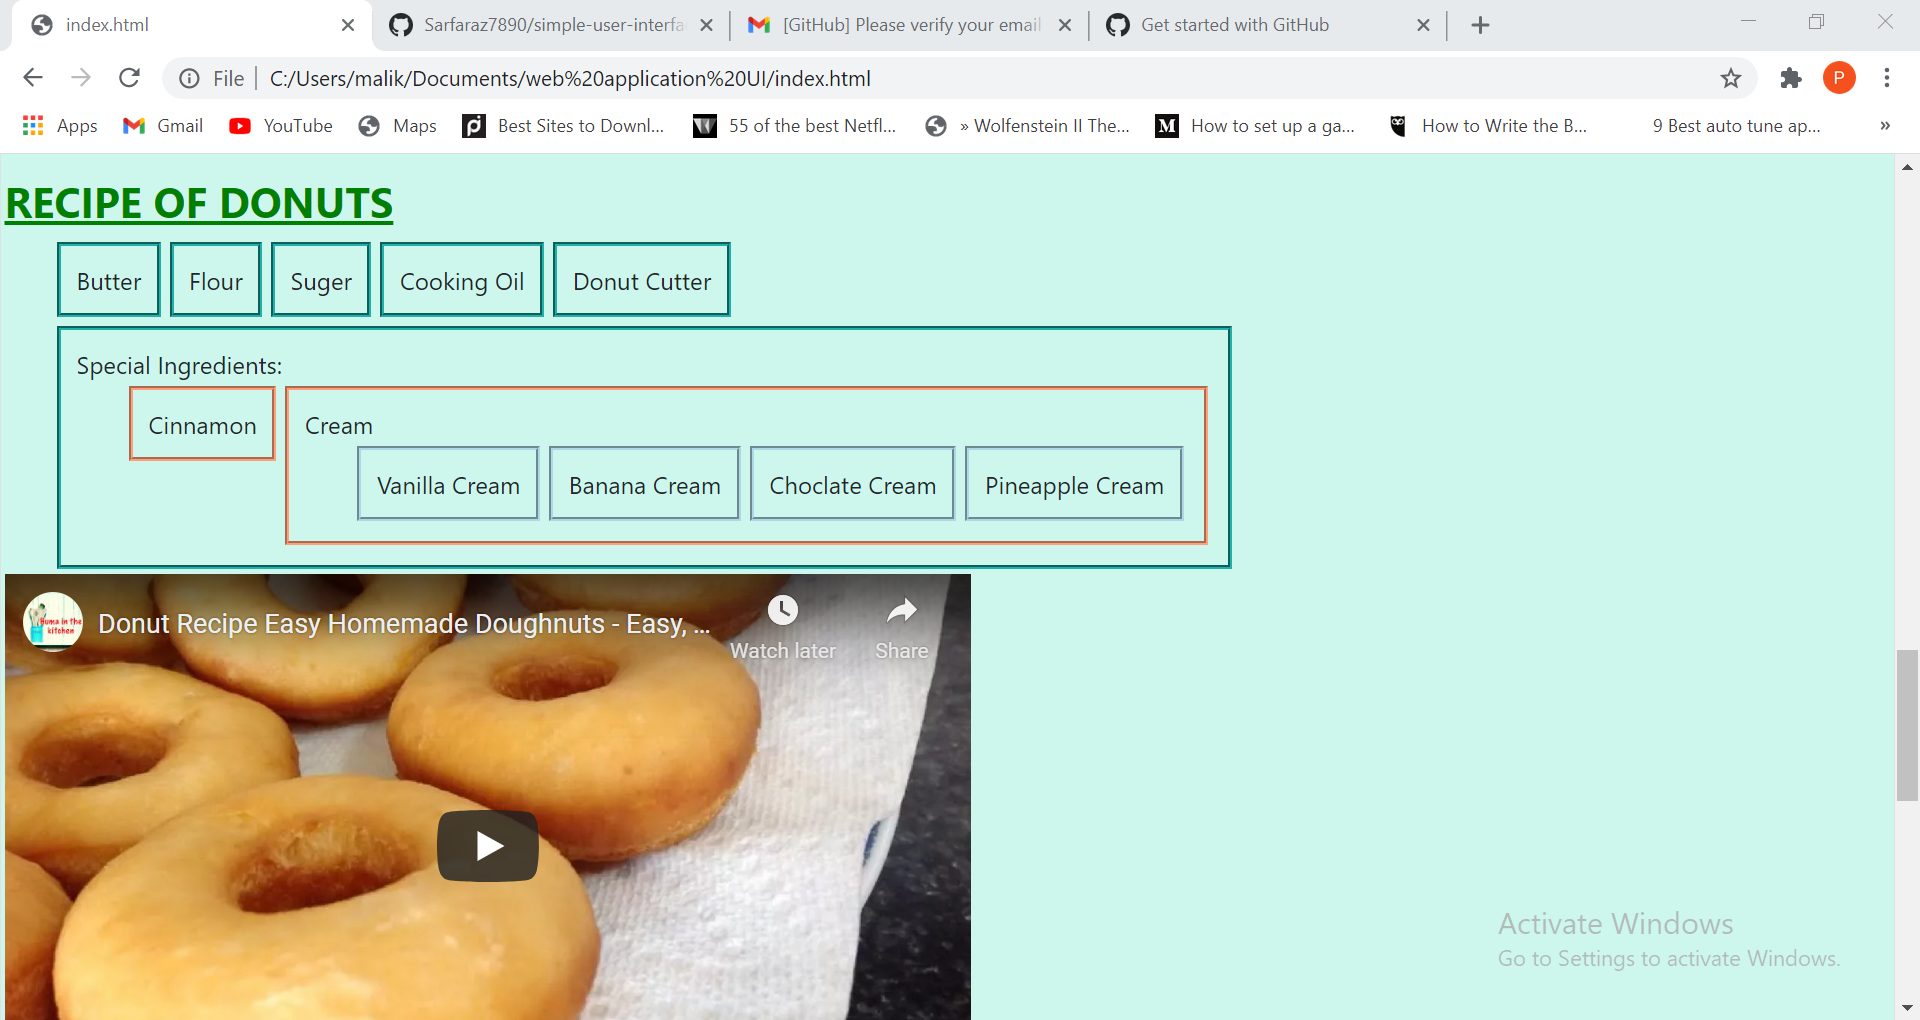 index.html
Sarfaraz7890/simple-user-interfa
[GitHub] Please verify your email
Get started with GitHub
File
C:/Users/malik/Documents/web%20application%20UI/index.html
P
Apps
Gmail
YouTube
Maps
Best Sites to Downl...
55 of the best Netfl...
» Wolfenstein II The...
How to set up a ga...
How to Write the B...
9 Best auto tune ap...
»
RECIPE OF DONUTS
Butter
Flour
Suger
Cooking Oil
Donut Cutter
Special Ingredients:
Cinnamon
Cream
Vanilla Cream
Banana Cream
Choclate Cream
Pineapple Cream
Huma in the
kitchen
Donut Recipe Easy Homemade Doughnuts - Easy, ...
Watch later
Share
Activate Windows
Go to Settings to activate Windows.